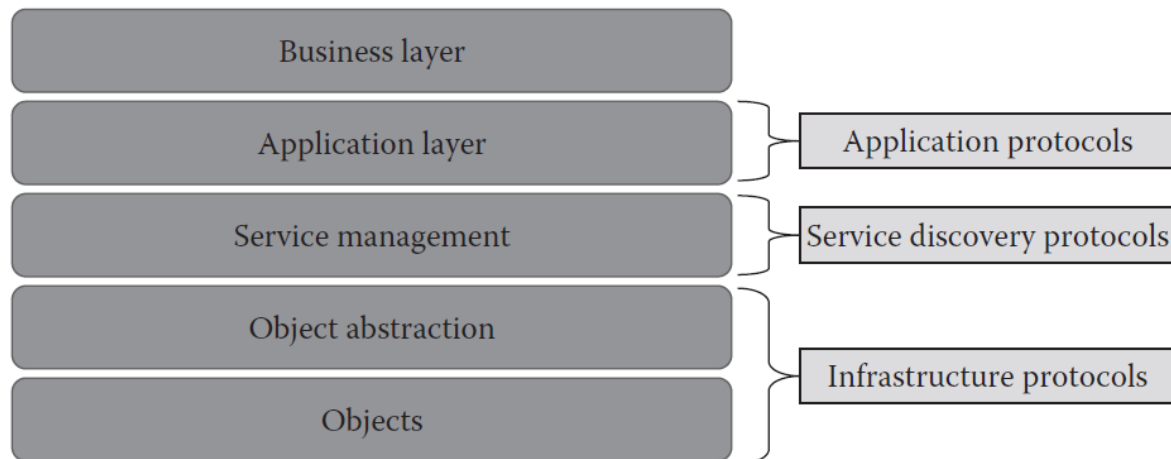 Business layer
Application layer
Application protocols
Service management
Service discovery protocols
Object abstraction
Objects
Infrastructure protocols